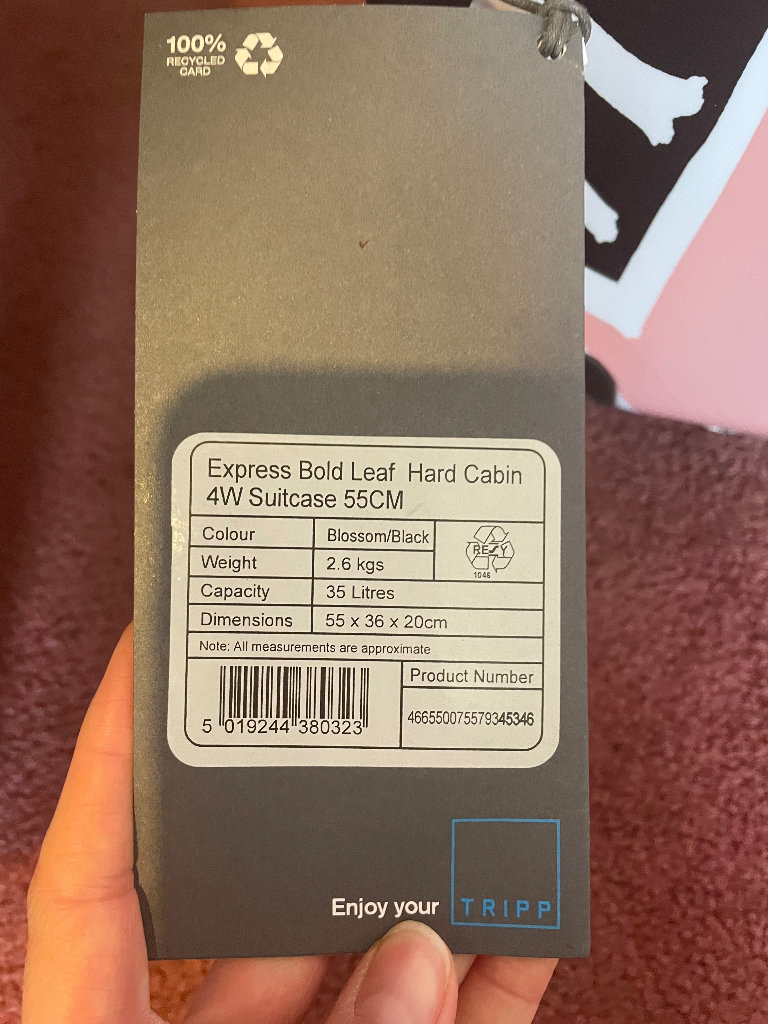 100%
RECYCLED
CARD
Express Bold Leaf Hard Cabin
4W Suitcase 55CM
Colour Blossom/Black
RESY
1046
Weight 2.6 kgs
Capacity 35 Litres
Dimensions 55 x 36 x 20cm
Note: All measurements are approximate
Product Number
466550075579345346
5 019244 380323
Enjoy your TRIPP